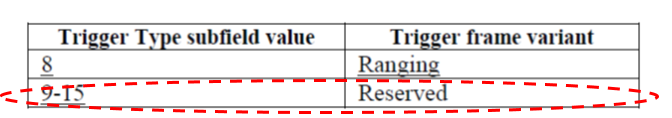 Trigger Type subfield value Trigger frame variant
8 Ranging
9-15 Reserved